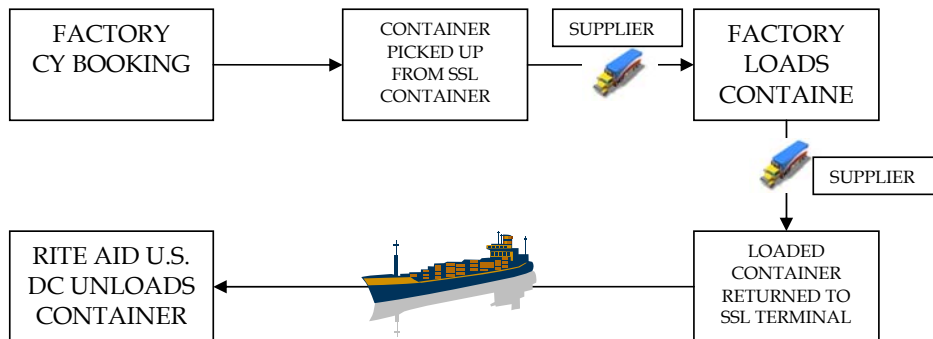 FACTORY
CY BOOKING
CONTAINER
PICKED UP
FROM SSL
CONTAINER
SUPPLIER
FACTORY
LOADS
CONTAINE
SUPPLIER
LOADED
CONTAINER
RETURNED TO
SSL TERMINAL
RITE AID U.S.
DC UNLOADS
CONTAINER